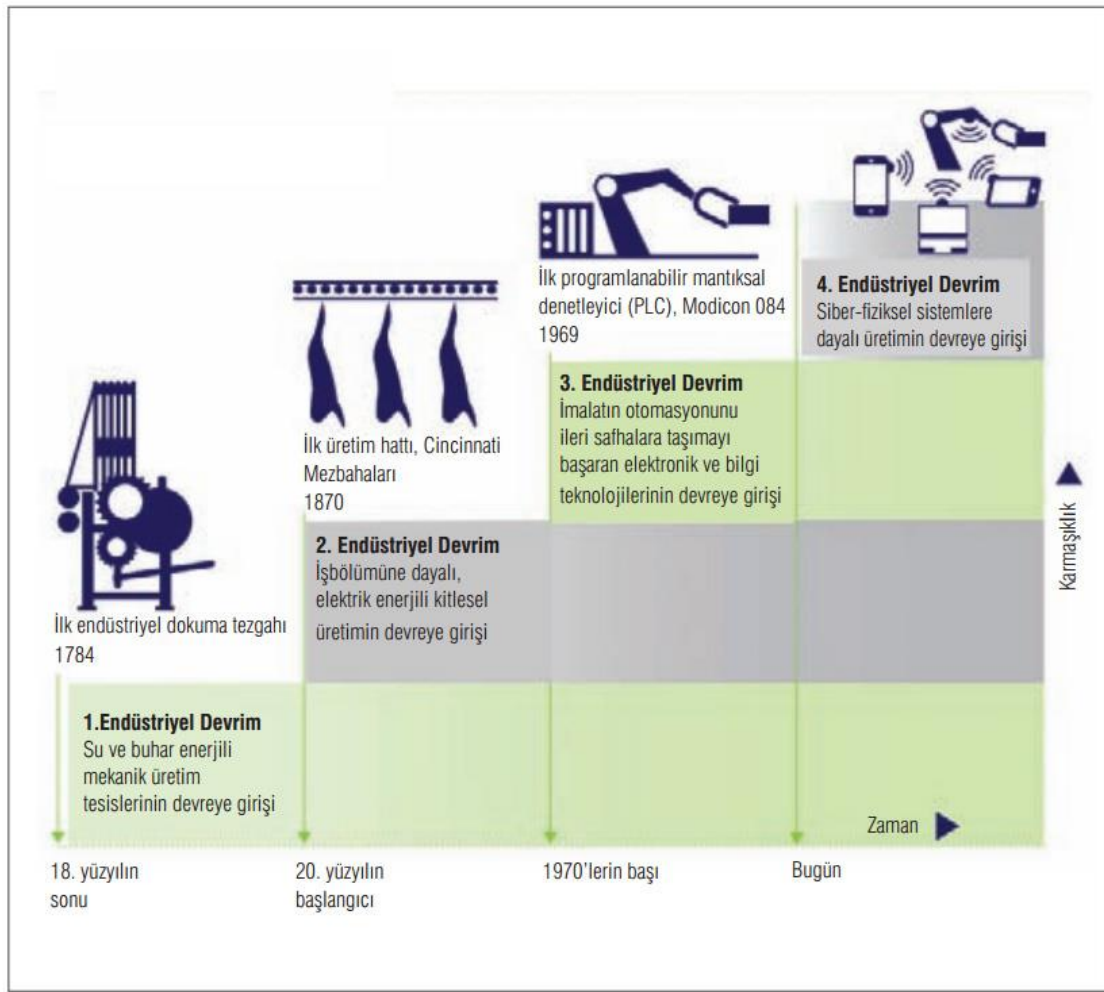 4. Endüstriyel Devrim
Siber-fiziksel sistemlere
dayalı üretimin devreye girişi
İlk programlanabilir mantıksal
denetleyici (PLC), Modicon 084
1969
3. Endüstriyel Devrim
İmalatın otomasyonunu
ileri safhalara taşımayı
başaran elektronik ve bilgi
teknolojilerinin devreye girişi
İlk üretim hattı, Cincinnati
Mezbahaları
1870
2. Endüstriyel Devrim
İşbölümüne dayalı,
elektrik enerjili kitlesel
üretimin devreye girişi
İlk endüstriyel dokuma tezgahı
1784
1.Endüstriyel Devrim
Su ve buhar enerjili
mekanik üretim
tesislerinin devreye girişi
Karmaşıklık
Zaman
18. yüzyılın
sonu
20. yüzyılın
başlangıcı
1970'lerin başı
Bugün